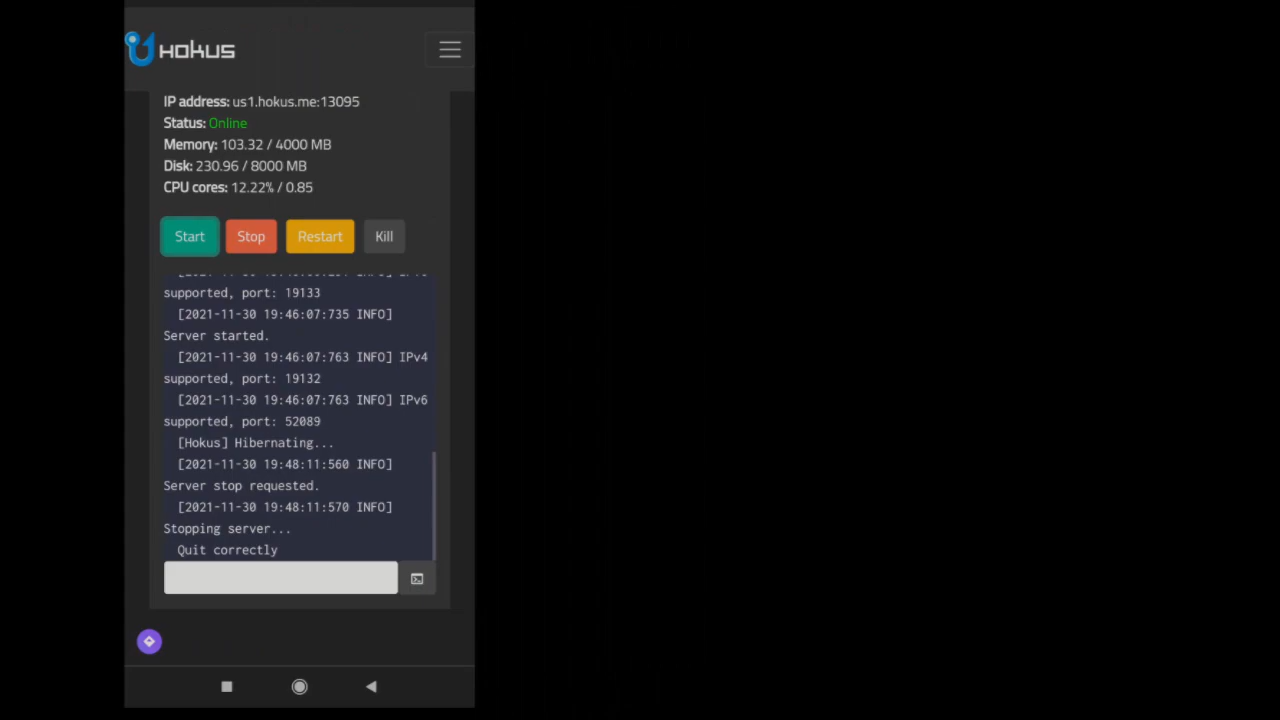 HOKUS
IP address: us1.hokus.me:13095
Status: Online
Memory: 103.32 / 4000 MB
Disk: 230.96 / 8000 MB
CPU cores: 12.22% / 0.85
Start Stop Restart Kill
supported, port: 19133
[2021-11-30 19:46:07:735 INFO]
Server started.
[2021-11-30 19:46:07:763 INFO] IPv4
supported, port: 19132
[2021-11-30 19:46:07:763 INFO] IPv6
supported, port: 52089
[Hokus] Hibernating...
[2021-11-30 19:48:11:560 INFO]
Server stop requested.
[2021-11-30 19:48:11:570 INFO]
Stopping server...
Quit correctly